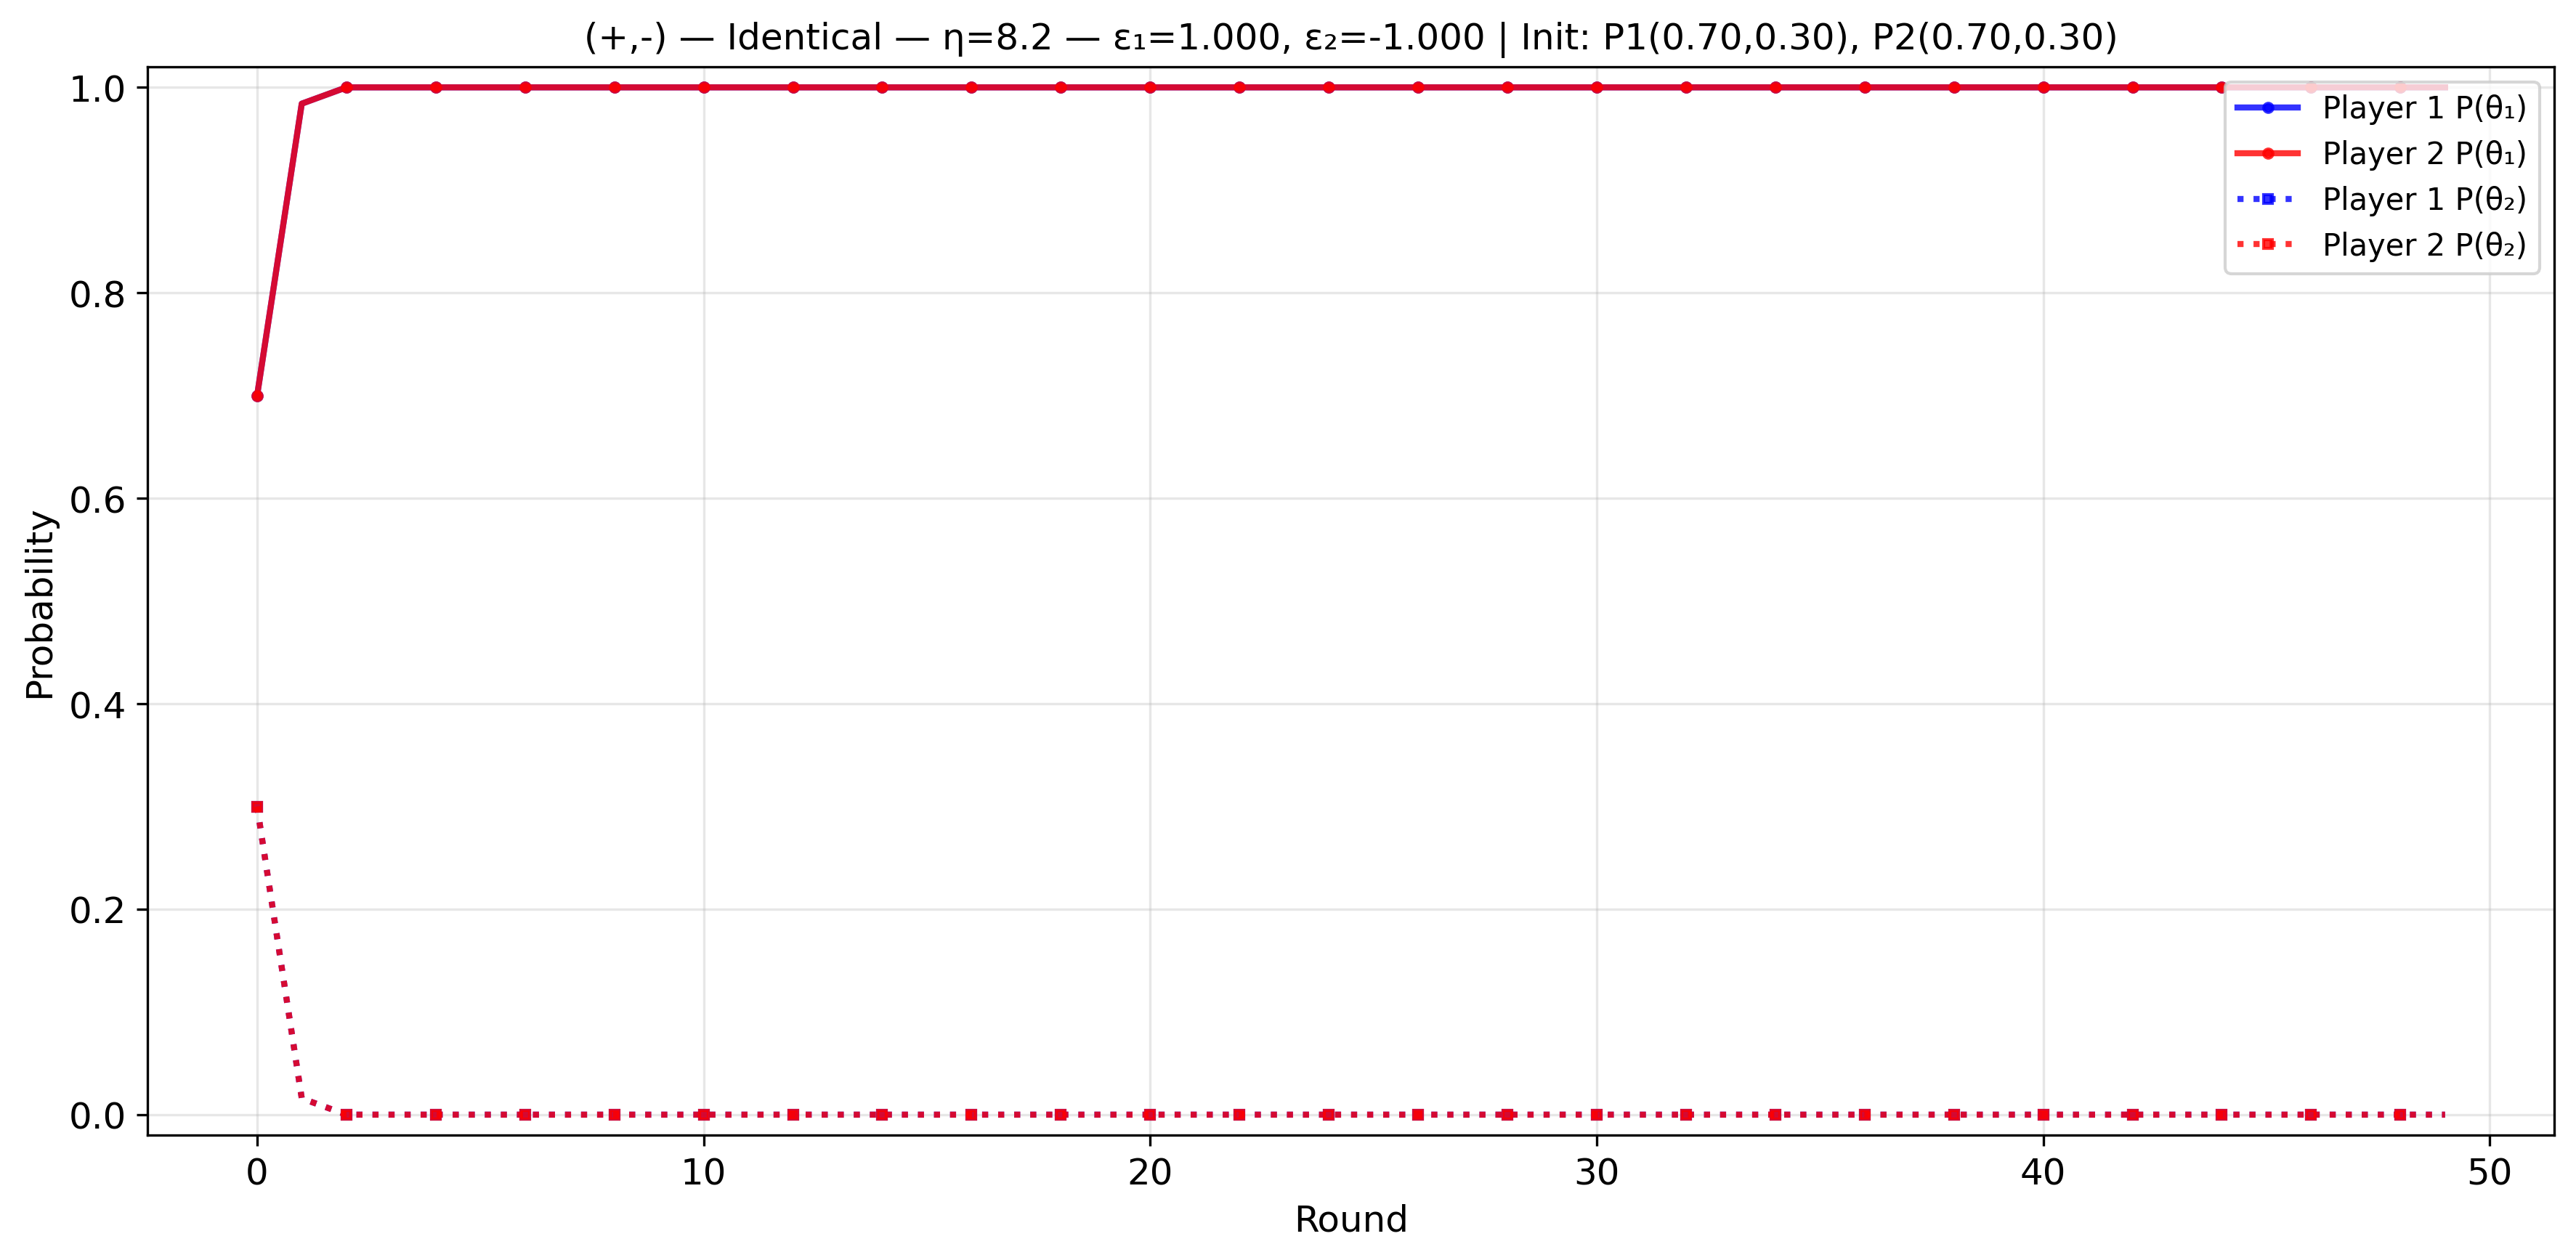 (+,-) — Identical — η=8.2 — ε₁=1.000, ε₂=-1.000 | Init: P1(0.70,0.30), P2(0.70,0.30)
1.0
0.8
0.6
0.4
0.2
0.0
Probability
Player 1 P(θ₁)
Player 2 P(θ₁)
Player 1 P(θ₂)
Player 2 P(θ₂)
0 10 20 30 40 50
Round